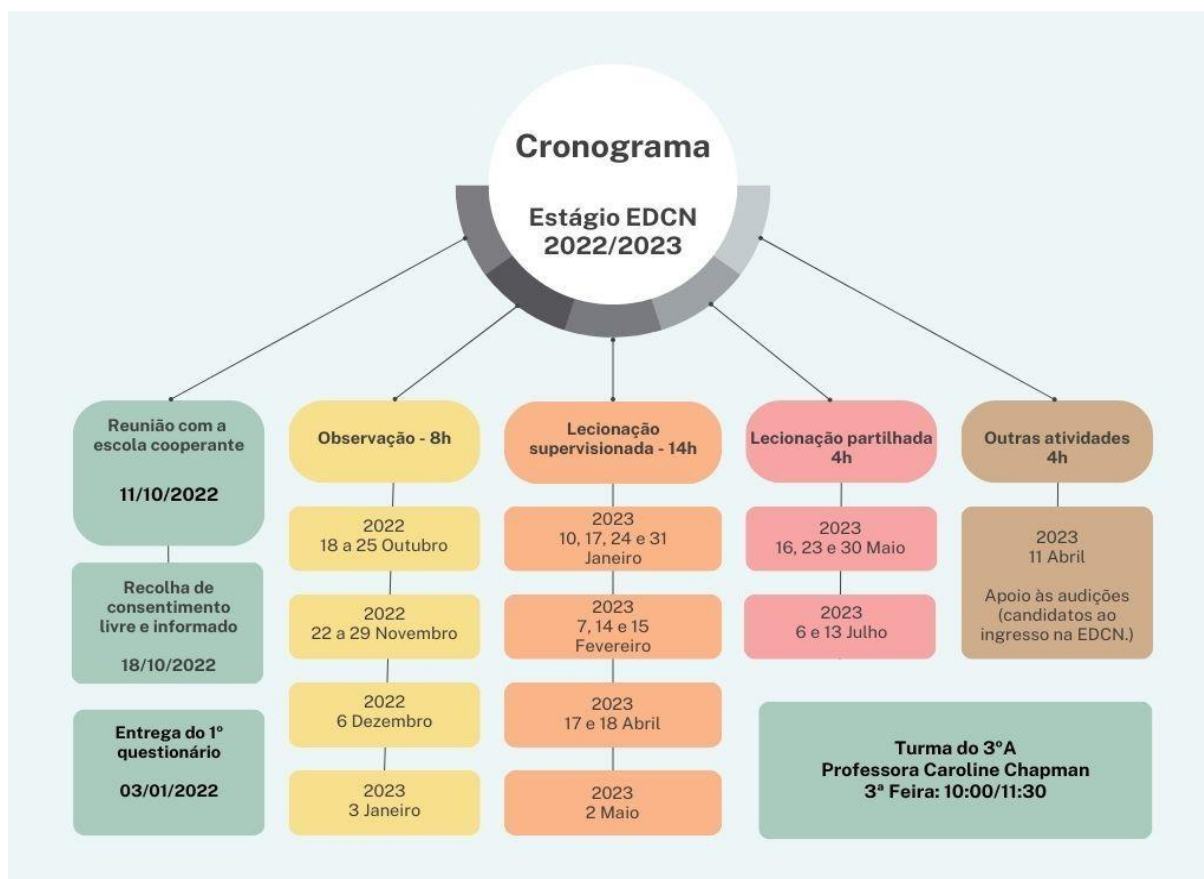 Cronograma
Estágio EDCN
2022/2023
Reunião com a
escola cooperante
11/10/2022
Recolha de
consentimento
livre e informado
18/10/2022
Entrega do 1º
questionário
03/01/2022
Observação - 8h
2022
18 a 25 Outubro
2022
22 a 29 Novembro
2022
6 Dezembro
2023
3 Janeiro
Lecionação
supervisionada - 14h
2023
10, 17, 24 e 31
Janeiro
2023
7, 14 e 15
Fevereiro
2023
17 e 18 Abril
2023
2 Maio
Lecionação partilhada
4h
2023
16, 23 e 30 Maio
2023
6 e 13 Julho
Outras atividades
4h
2023
11 Abril
Apoio às audições
(candidatos ao
ingresso na EDCN.)
Turma do 3ºA
Professora Caroline Chapman
3ª Feira: 10:00/11:30